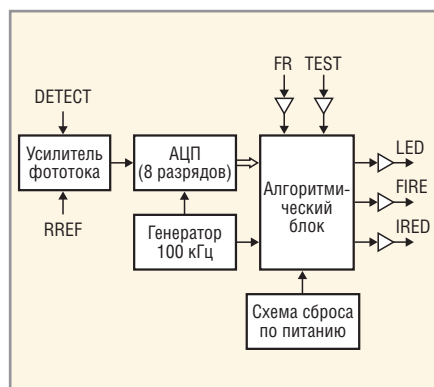 FR TEST
DETECT
Усилитель
фототока
RREF
АЦП
(8 разрядов)
Генератор
100 кГц
Алгоритми-
ческий
блок
LED
FIRE
IRED
Схема сброса
по питанию